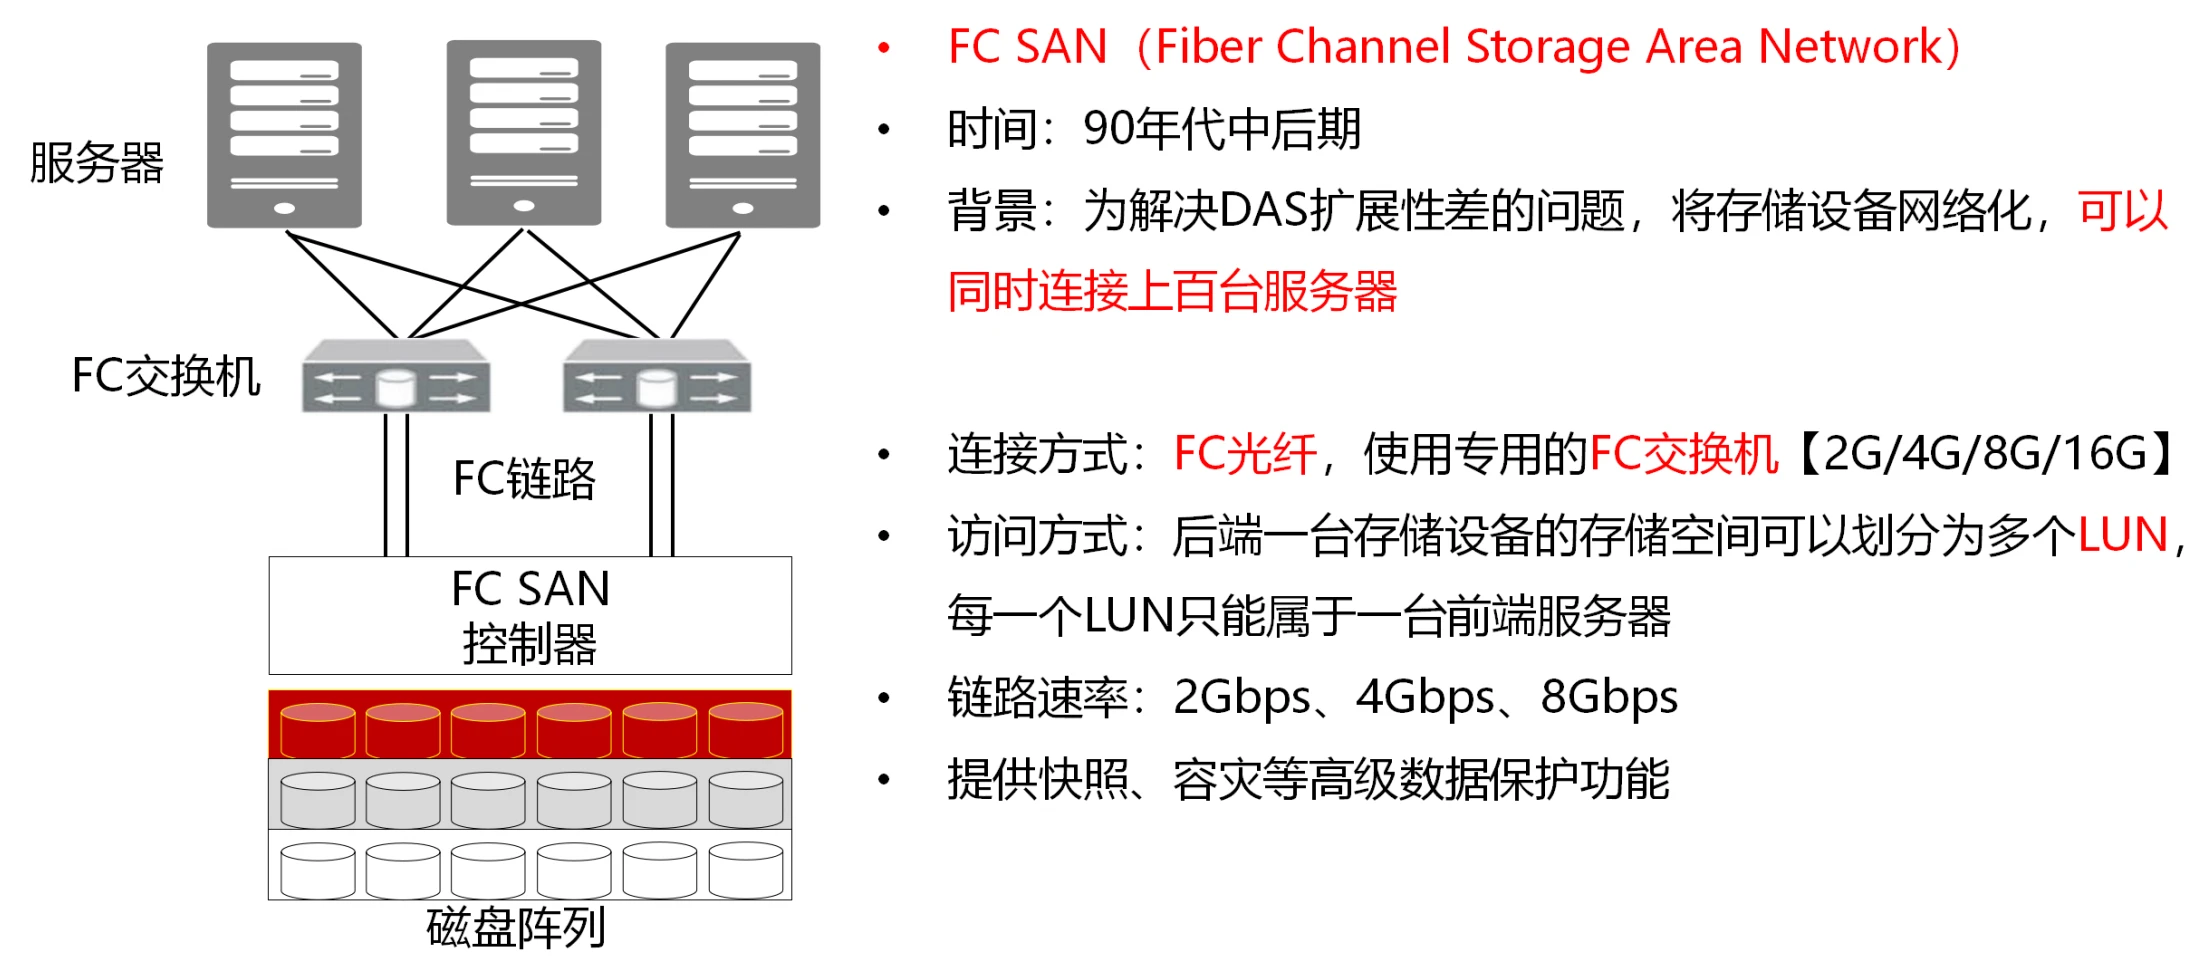 服务器
FC交换机
FC链路
FC SAN
控制器
磁盘阵列
• FC SAN（Fiber Channel Storage Area Network）
• 时间：90年代中后期
• 背景：为解决DAS扩展性差的问题，将存储设备网络化，可以
同时连接上百台服务器
• 连接方式：FC光纤，使用专用的FC交换机【2G/4G/8G/16G】
• 访问方式：后端一台存储设备的存储空间可以划分为多个LUN，
每一个LUN只能属于一台前端服务器
• 链路速率：2Gbps、4Gbps、8Gbps
• 提供快照、容灾等高级数据保护功能